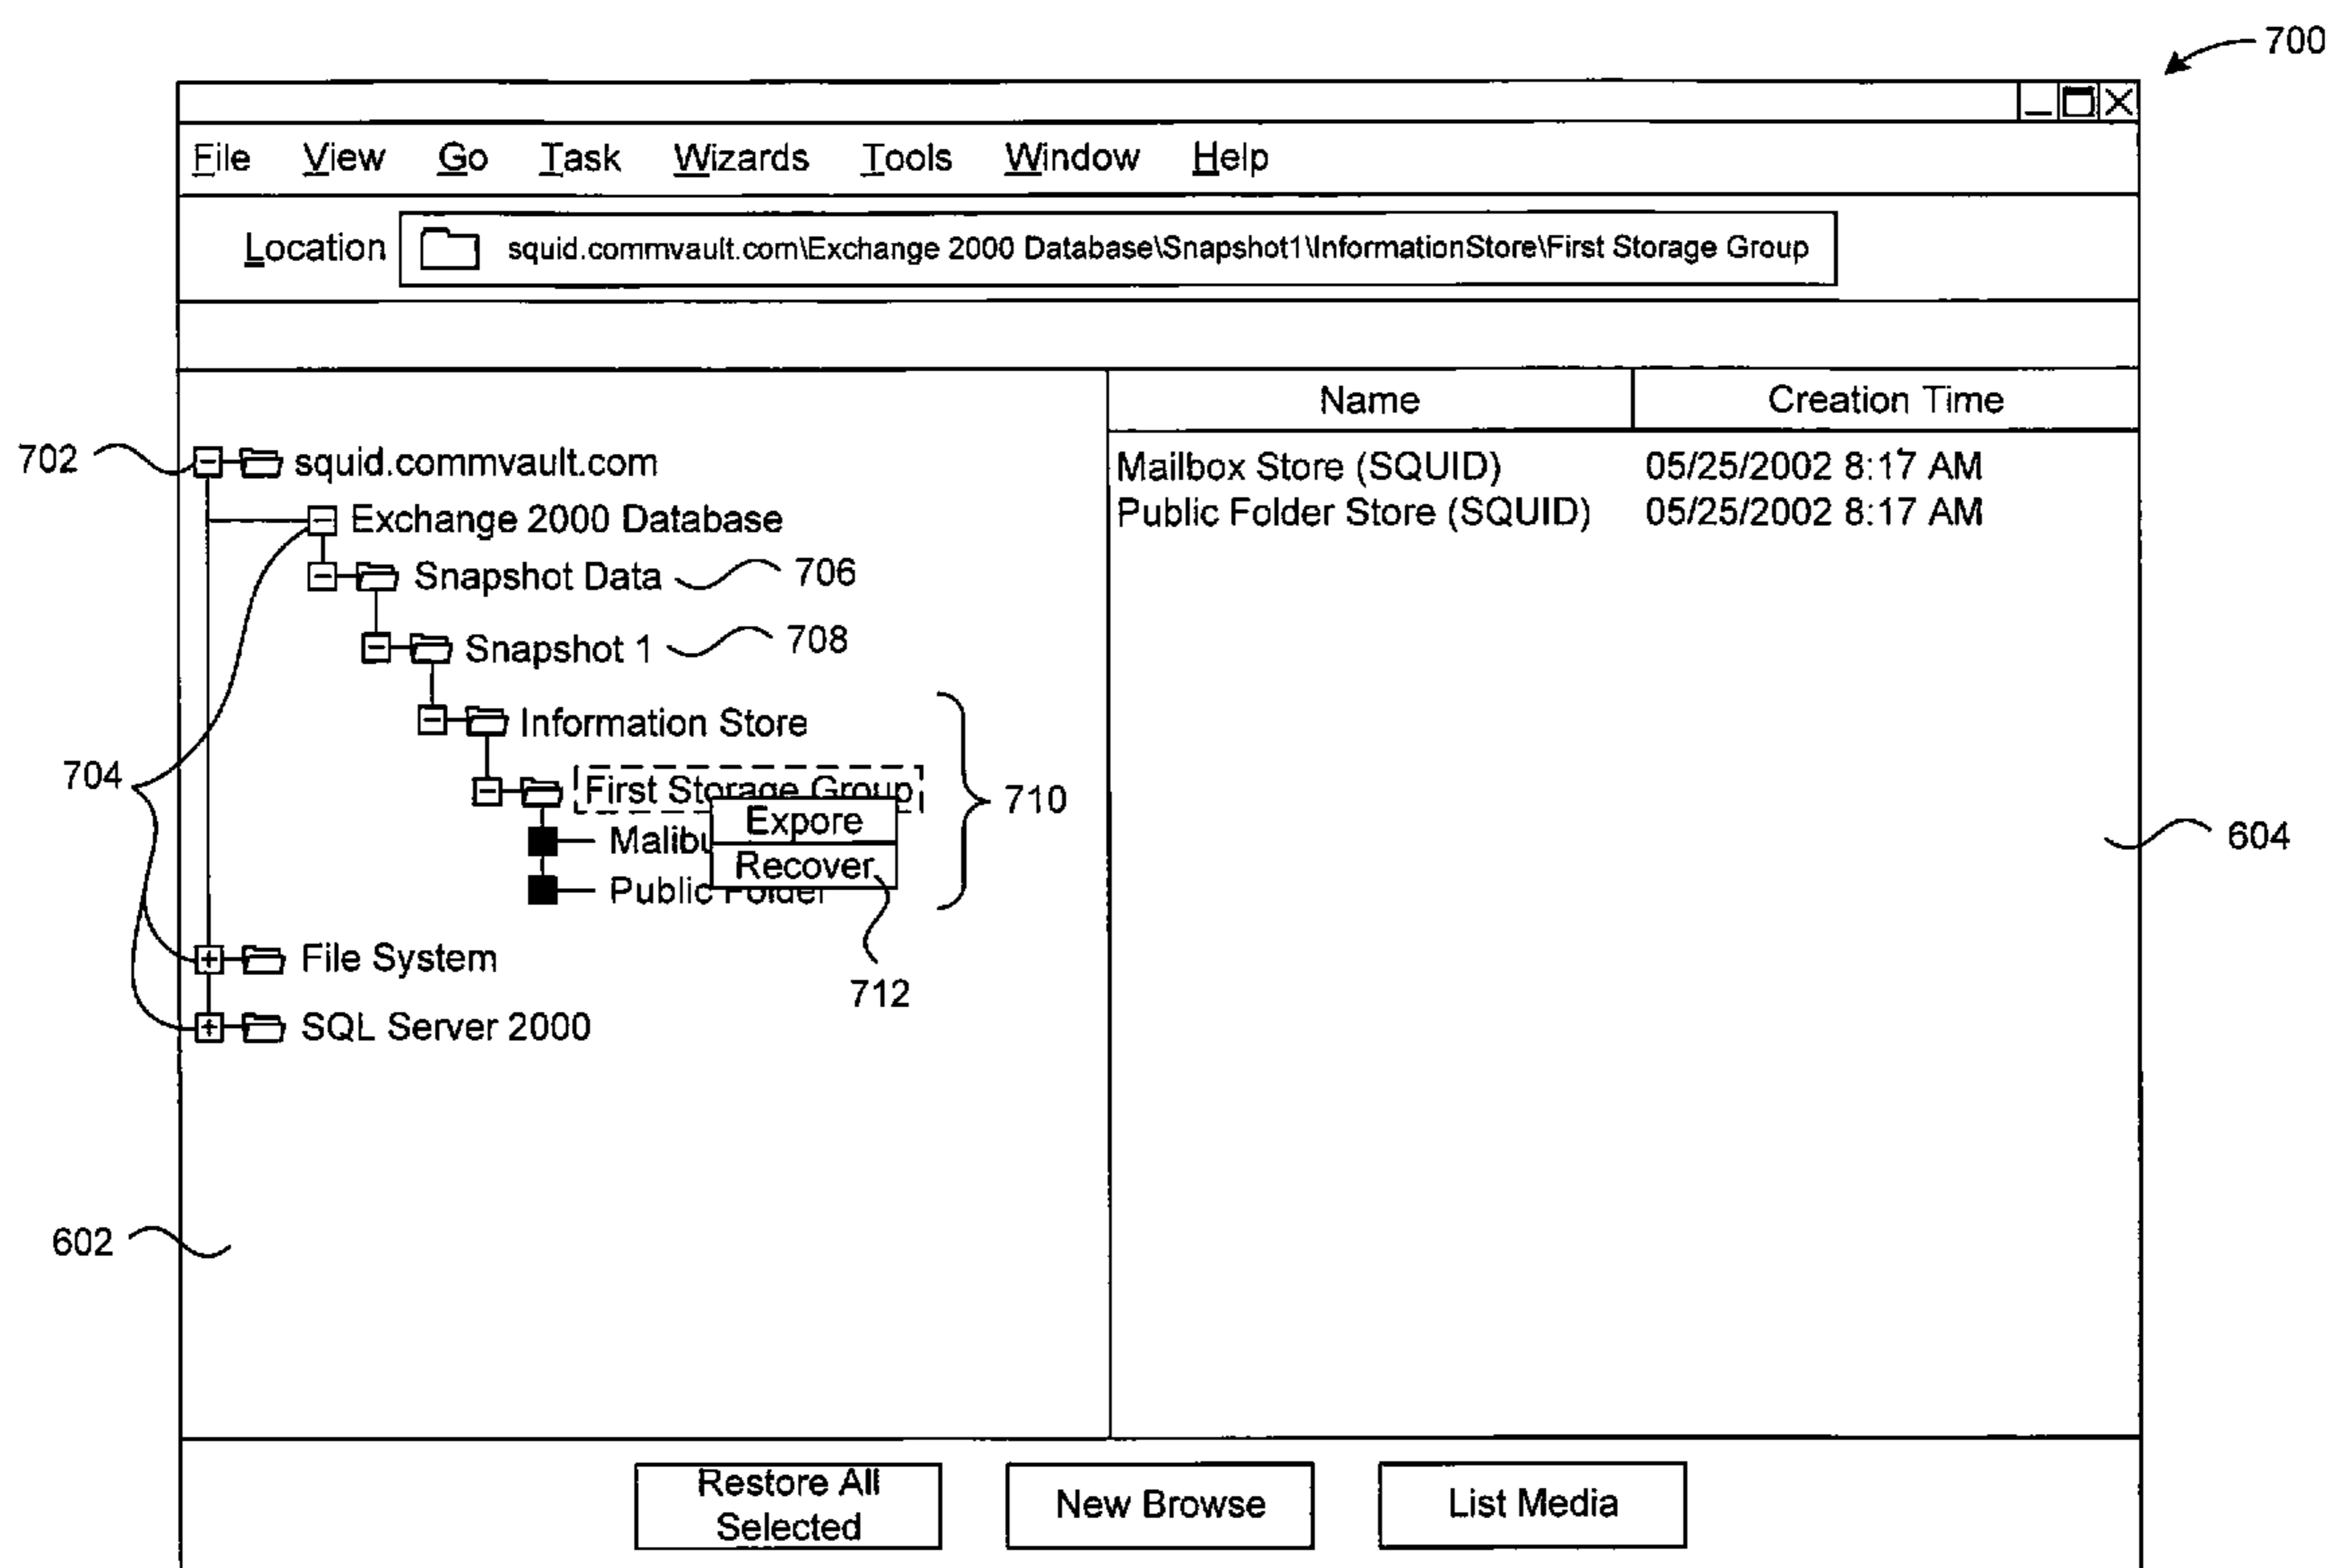 700
File View Go Task Wizards Tools Window Help
Location squid.commvault.com\Exchange 2000 Database\Snapshot1\InformationStore\First Storage Group
Name Creation Time
702 squid.commvault.com
Mailbox Store (SQUID) 05/25/2002 8:17 AM
Exchange 2000 Database
Public Folder Store (SQUID) 05/25/2002 8:17 AM
Snapshot Data 706
Snapshot 1 708
Information Store
704
First Storage Group
710
Expore
Malibu
Recover
Public Folder
604
File System
712
SQL Server 2000
602
Restore All
Selected
New Browse
List Media